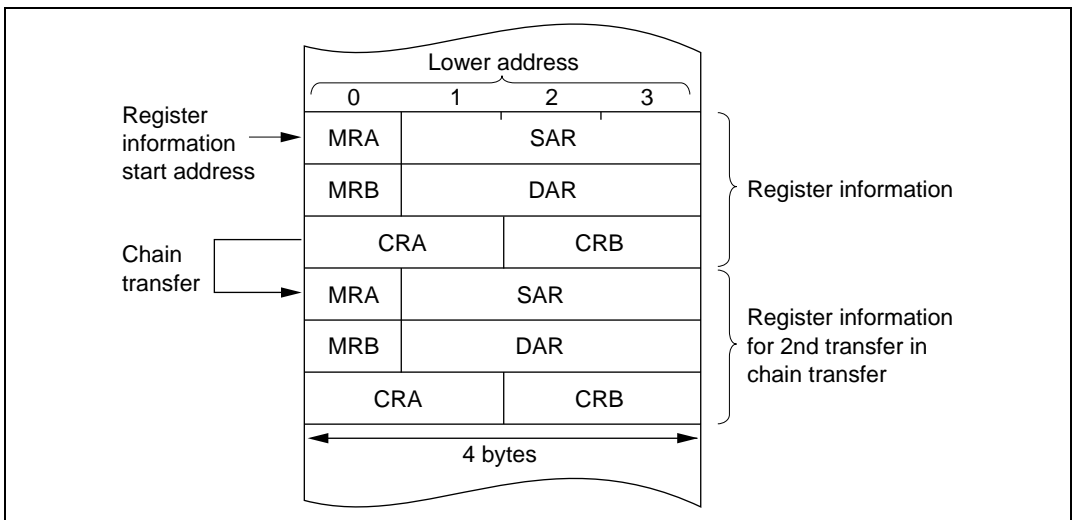 Lower address
0 1 2 3
Register
information
start address
MRA SAR
MRB DAR
Register information
CRA CRB
Chain
transfer
MRA SAR
MRB DAR
Register information
for 2nd transfer in
chain transfer
CRA CRB
4 bytes